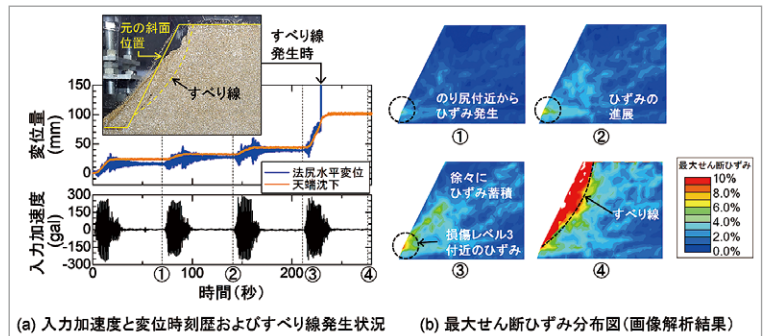 元の斜面
位置
すべり線
すべり線
発生時
変位量
(mm)
150
100
50
0
法尻水平変位
天端沈下
入力加速度
(gal)
300
150
0
-150
-300
0
①
100
②
200
③
④
時間(秒)
(a) 入力加速度と変位時刻歴およびすべり線発生状況
(b)
のり尻付近から
ひずみ発生
①
ひずみの
進展
②
徐々に
ひずみ蓄積
損傷レベル3
付近のひずみ
③
すべり線
④
最大せん断ひずみ
10%
8.0%
6.0%
4.0%
2.0%
0.0%
(b) 最大せん断ひずみ分布図(画像解析結果)